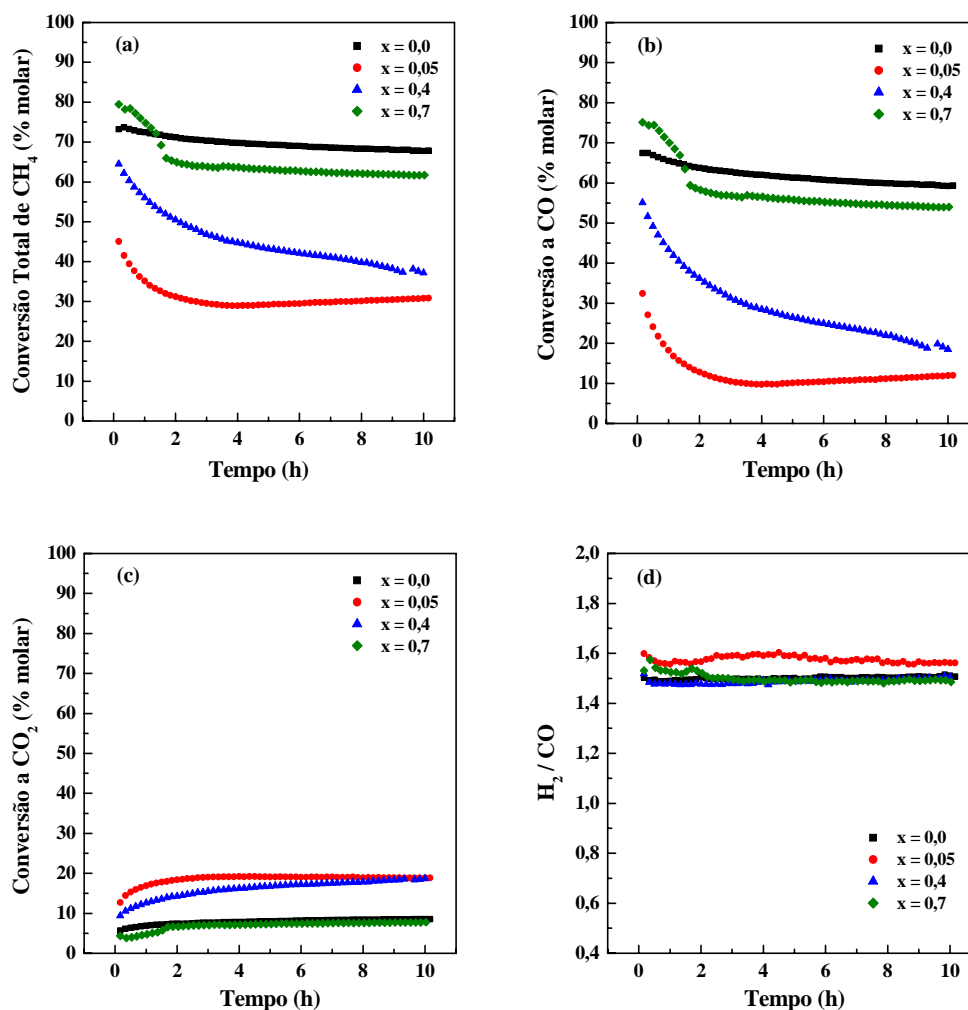 (a)
x = 0,0
x = 0,05
x = 0,4
x = 0,7
Conversão Total de CH4 (% molar)
100
90
80
70
60
50
40
30
20
10
0
0 2 4 6 8 10
Tempo (h)
(b)
x = 0,0
x = 0,05
x = 0,4
x = 0,7
Conversão a CO (% molar)
100
90
80
70
60
50
40
30
20
10
0
0 2 4 6 8 10
Tempo (h)
(c)
x = 0,0
x = 0,05
x = 0,4
x = 0,7
Conversão a CO2 (% molar)
100
90
80
70
60
50
40
30
20
10
0
0 2 4 6 8 10
Tempo (h)
(d)
H2 / CO
2,0
1,8
1,6
1,4
1,2
1,0
0,8
0,6
0,4
x = 0,0
x = 0,05
x = 0,4
x = 0,7
0 2 4 6 8 10
Tempo (h)